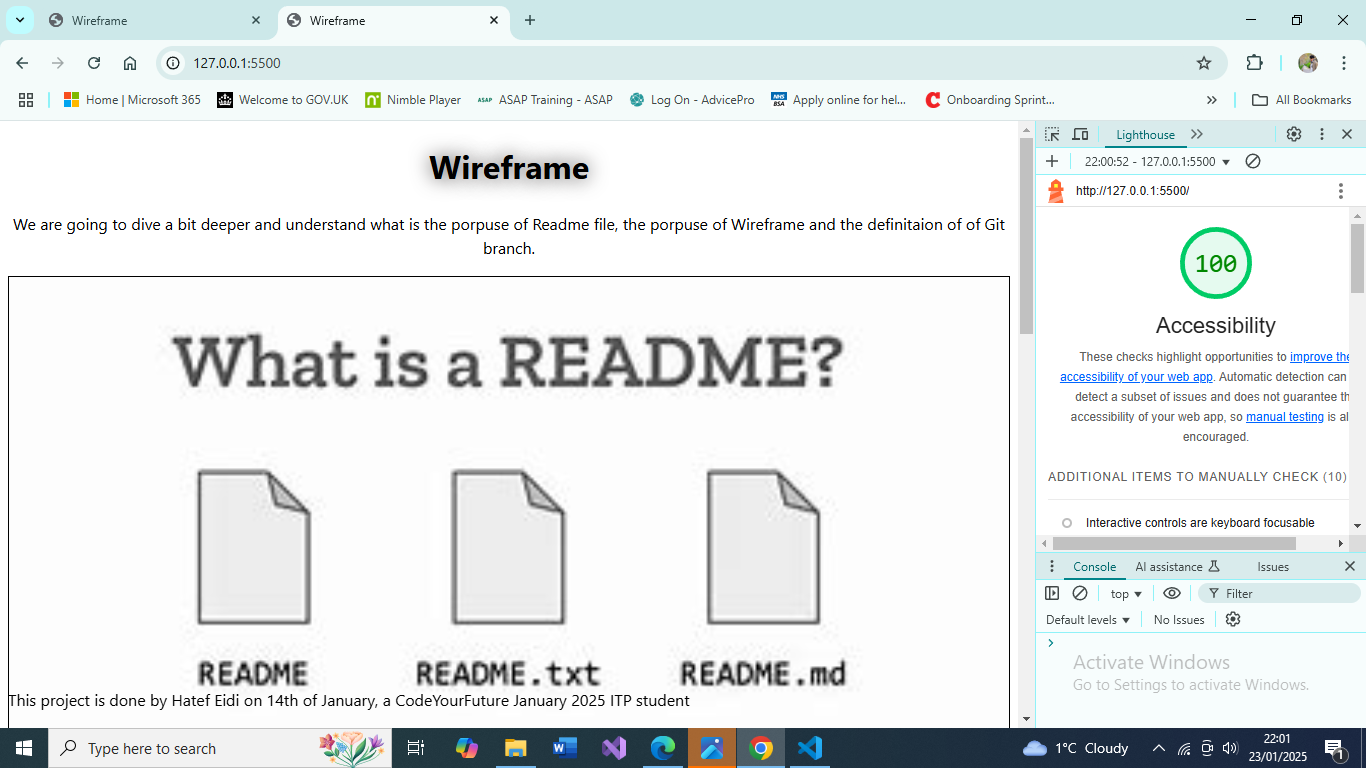 Wireframe
Wireframe
127.0.0.1:5500
Home | Microsoft 365
Welcome to GOV.UK
Nimble Player
ASAP
ASAP Training - ASAP
Log On - AdvicePro
NHS
BSA
Apply online for hel...
Onboarding Sprint...
All Bookmarks
Wireframe
We are going to dive a bit deeper and understand what is the porpuse of Readme file, the porpuse of Wireframe and the definitaion of of Git
branch.
What is a README?
README
README.txt
README.md
This project is done by Hatef Eidi on 14th of January, a CodeYourFuture January 2025 ITP student
Lighthouse
22:00:52 - 127.0.0.1:5500
http://127.0.0.1:5500/
100
Accessibility
These checks highlight opportunities to improve the
accessibility of your web app. Automatic detection can
detect a subset of issues and does not guarantee th
accessibility of your web app, so manual testing is al
encouraged.
ADDITIONAL ITEMS TO MANUALLY CHECK (10)
Interactive controls are keyboard focusable
Console
AI assistance
Issues
top
Filter
Default levels
No Issues
Activate Windows
Go to Settings to activate Windows.
Type here to search
1°C Cloudy
22:01
23/01/2025
1